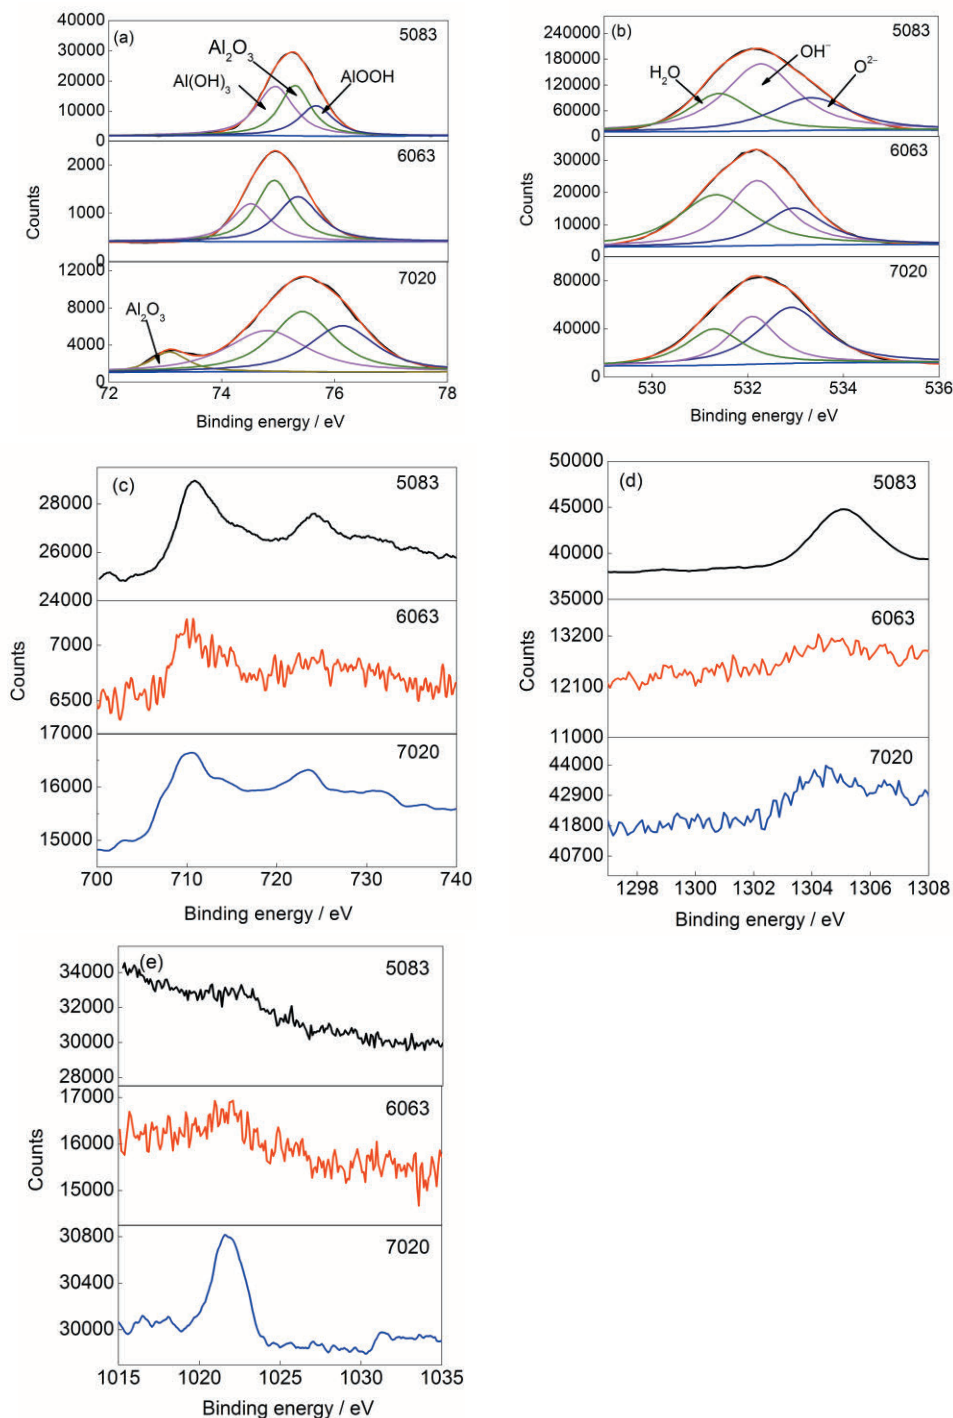 (a)
5083
40000
30000
20000
10000
0
Al₂O₃
Al(OH)₃
AlOOH
6063
2000
1000
0
7020
12000
8000
4000
0
Al₂O₃
Counts
72 74 76 78
Binding energy / eV
(b)
5083
240000
180000
120000
60000
0
H₂O
OH⁻
O²⁻
6063
30000
20000
10000
0
7020
80000
40000
0
Counts
530 532 534 536
Binding energy / eV
(c)
5083
28000
26000
24000
6063
7000
6500
17000
7020
16000
15000
Counts
700 710 720 730 740
Binding energy / eV
(d)
5083
50000
45000
40000
35000
6063
13200
12100
11000
7020
44000
42900
41800
40700
Counts
1298 1300 1302 1304 1306 1308
Binding energy / eV
(e)
5083
34000
32000
30000
28000
6063
17000
16000
15000
7020
30800
30400
30000
Counts
1015 1020 1025 1030 1035
Binding energy / eV